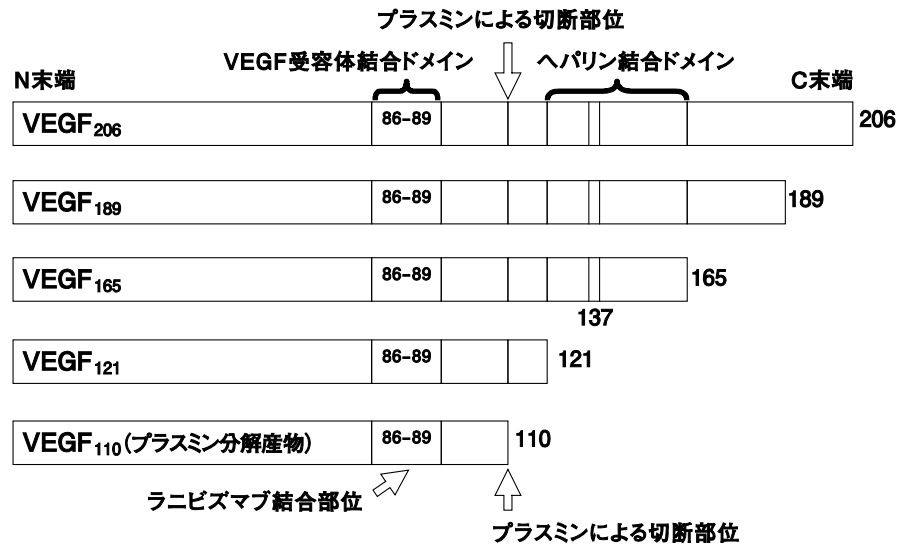 プラスミンによる切断部位
VEGF受容体結合ドメイン
ヘパリン結合ドメイン
N末端
C末端
VEGF206
86-89
206
VEGF189
86-89
189
VEGF165
86-89
165
137
VEGF121
86-89
121
VEGF110(プラスミン分解産物)
86-89
110
ラニビズマブ結合部位
プラスミンによる切断部位